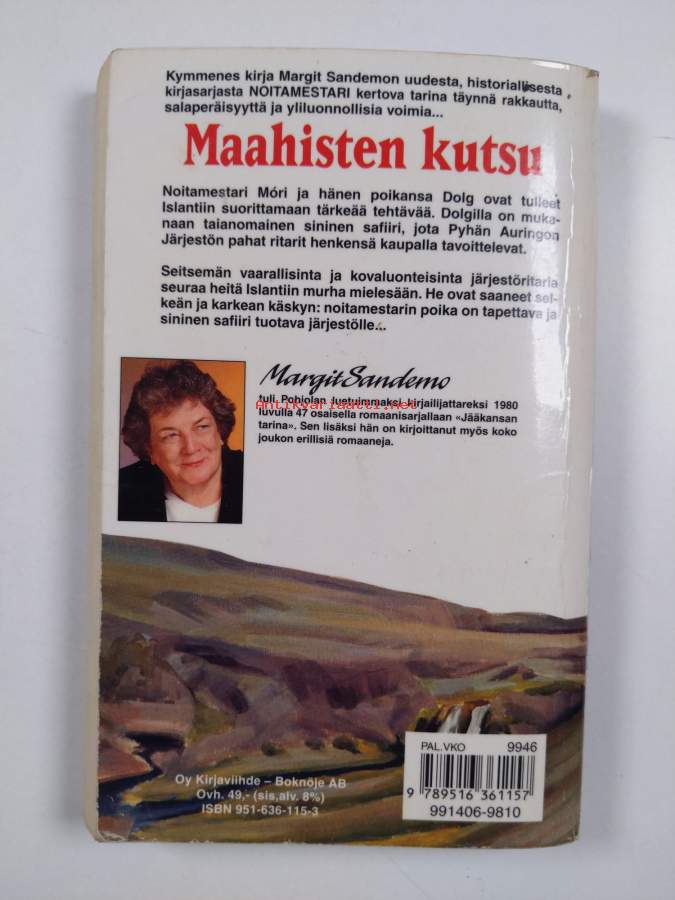 Kymmenes kirja Margit Sandemon uudesta, historiallisesta
kirjasarjasta NOITAMESTARI kertova tarina täynnä rakkautta,
salaperäisyyttä ja yliluonnollisia voimia...
Maahisten kutsu
Noitamestari Móri ja hänen poikansa Dolg ovat tulleet
Islantiin suorittamaan tärkeää tehtävää. Dolgilla on muka-
naan taianomainen sininen safiiri, jota Pyhän Auringon
Järjestön pahat ritarit henkensä kaupalla tavoittelevat.
Seitsemän vaarallisinta ja kovaluonteisinta järjestöritaria
seuraa heitä Islantiin murha mielesään. He ovat saaneet sel-
keän ja karkean käskyn: noitamestarin poika on tapettava ja
sininen safiiri tuotava järjestölle...
Margit Sandemo
tuli Pohjolan luetuimmaksi kirjailijattareksi 1980
Antikvariaatti.net
luvulla 47 osaisella romaanisarjallaan «Jääkansan
tarina». Sen lisäksi hän on kirjoittanut myös koko
joukon erillisiä romaaneja.
PAL.VKO 9946
Oy Kirjaviihde – Boknöje AB
Ovh. 49,- (sis,alv. 8%)
ISBN 951-636-115-3
9 789516 361157
991406-9810